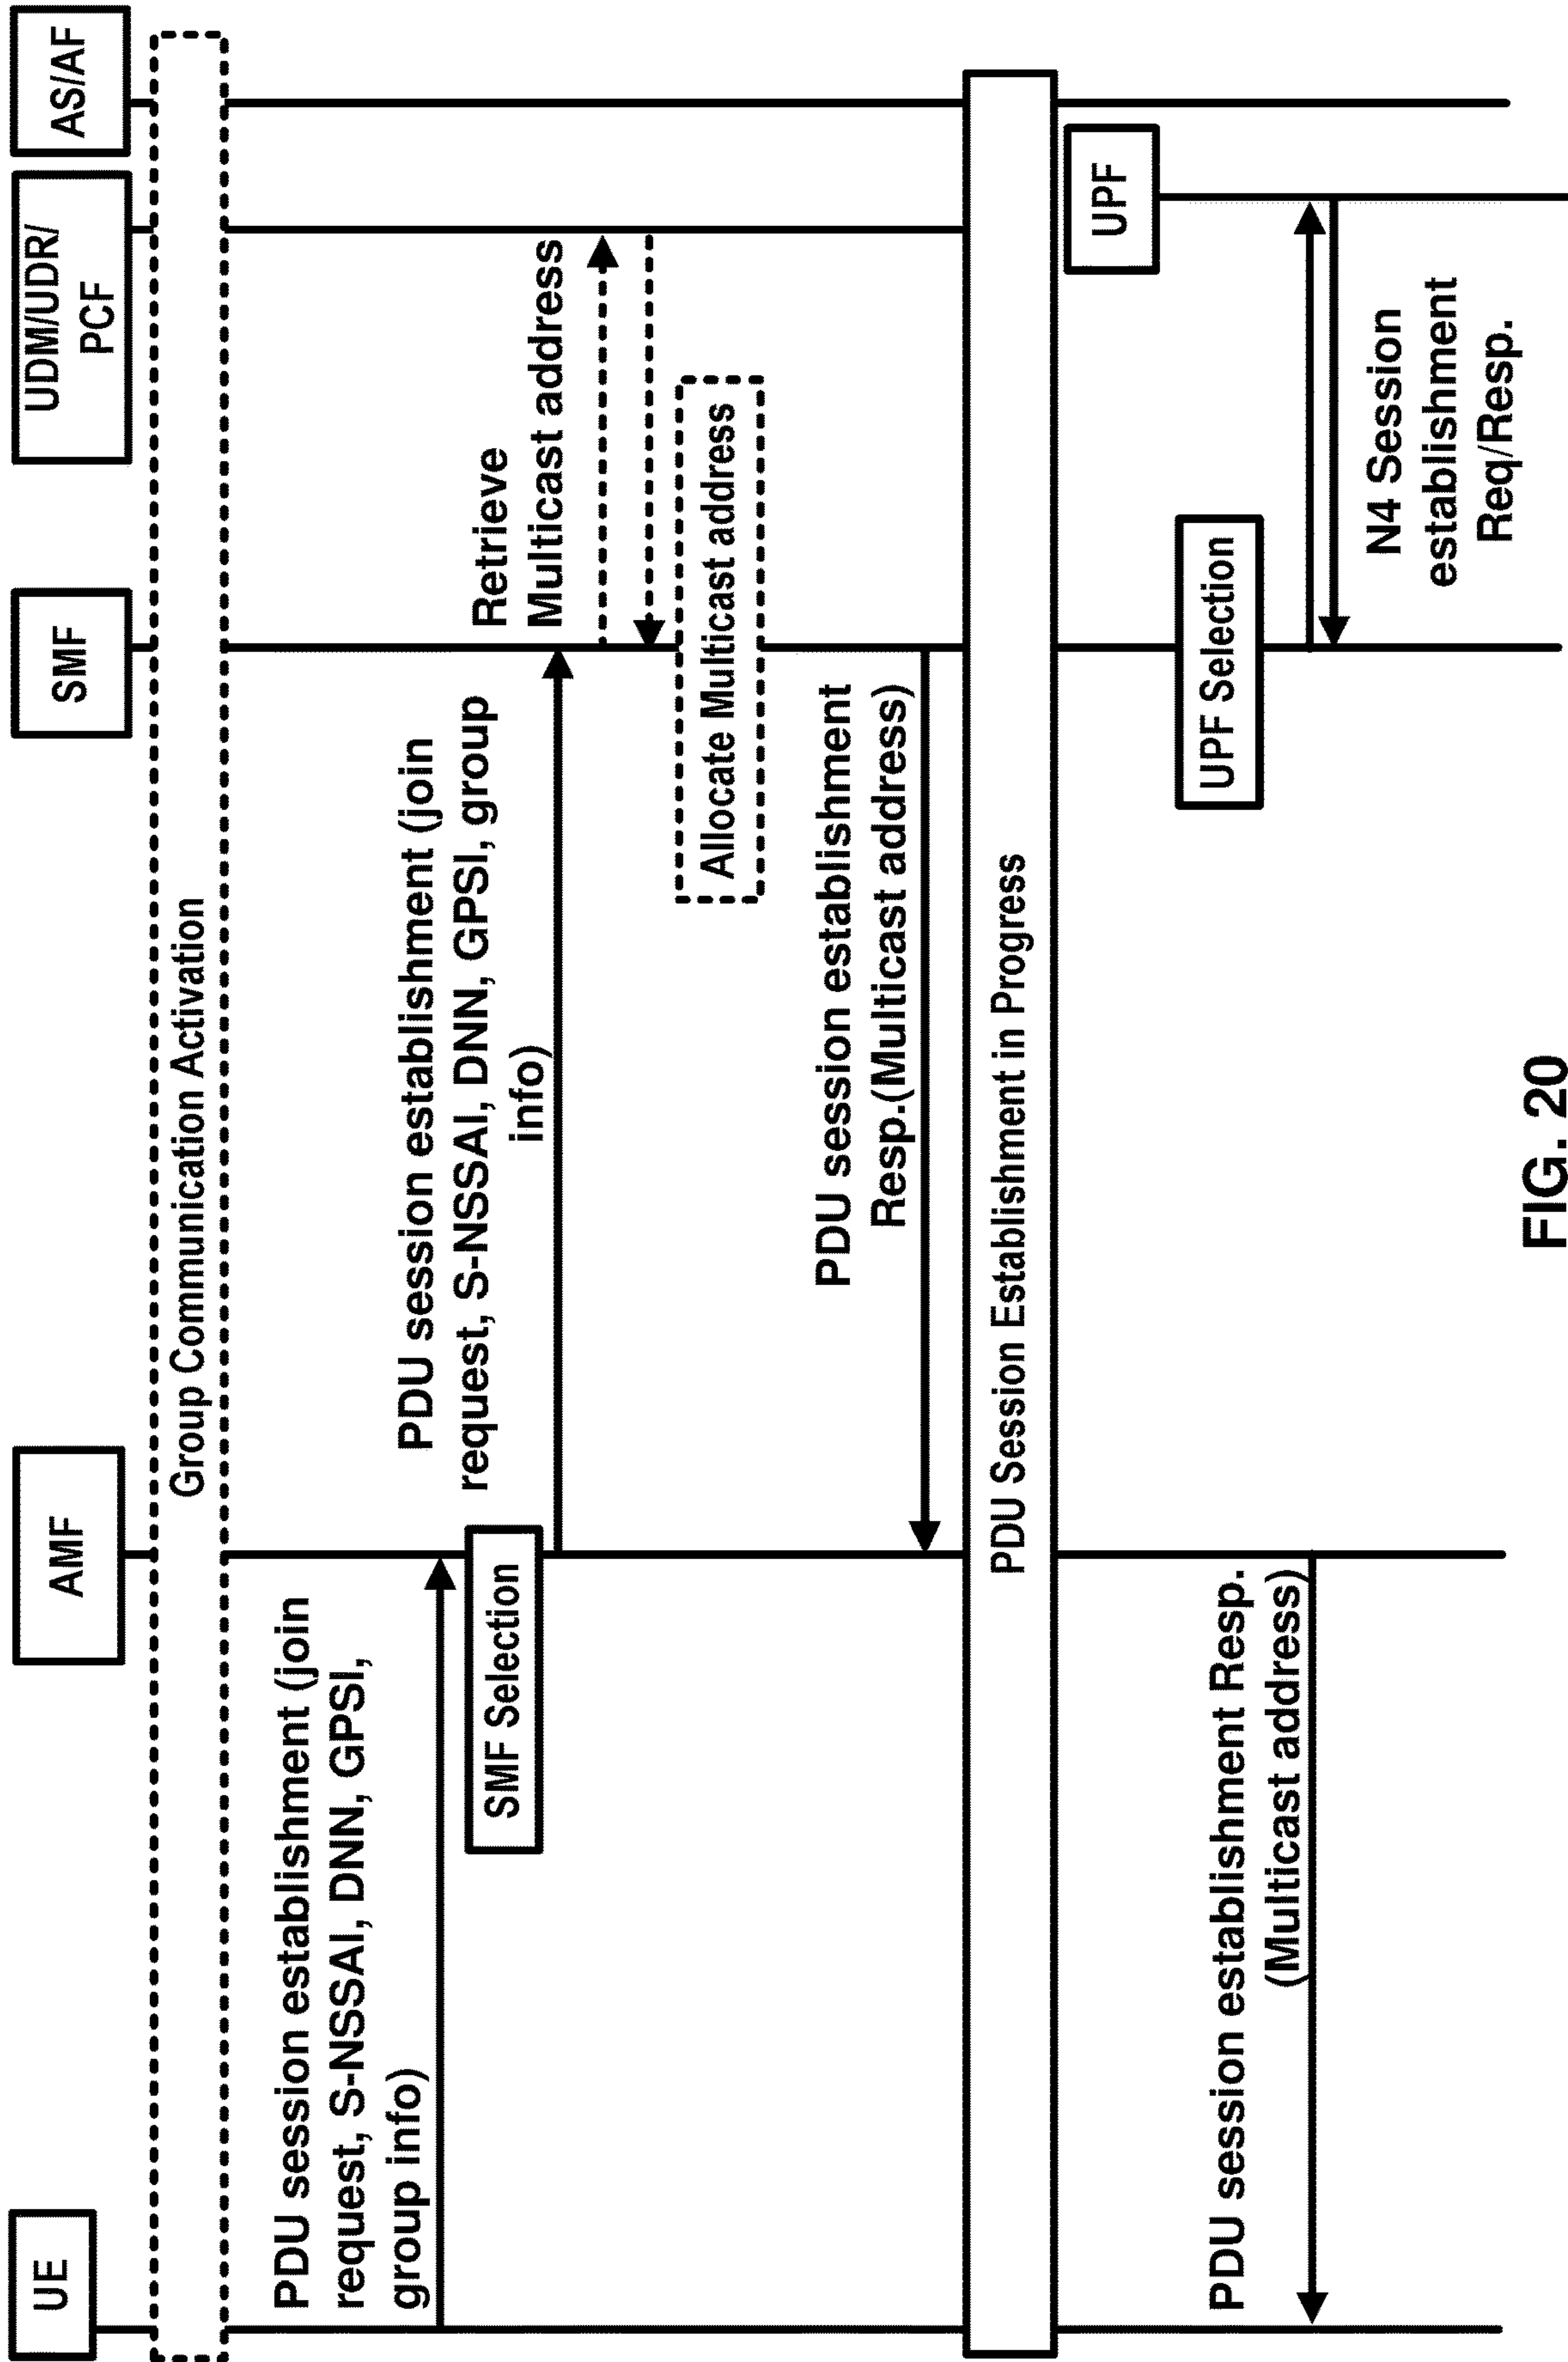 UE
AMF
SMF
UDM/UDR/
PCF
AS/AF
Group Communication Activation
PDU session establishment (join
request, S-NSSAI, DNN, GPSI,
group info)
SMF Selection
PDU session establishment (join
request, S-NSSAI, DNN, GPSI, group
info)
Retrieve
Multicast address
Allocate Multicast address
PDU session establishment
Resp.(Multicast address)
PDU Session Establishment in Progress
UPF
UPF Selection
PDU session establishment Resp.
(Multicast address)
N4 Session
establishment
Req/Resp.
FIG. 20